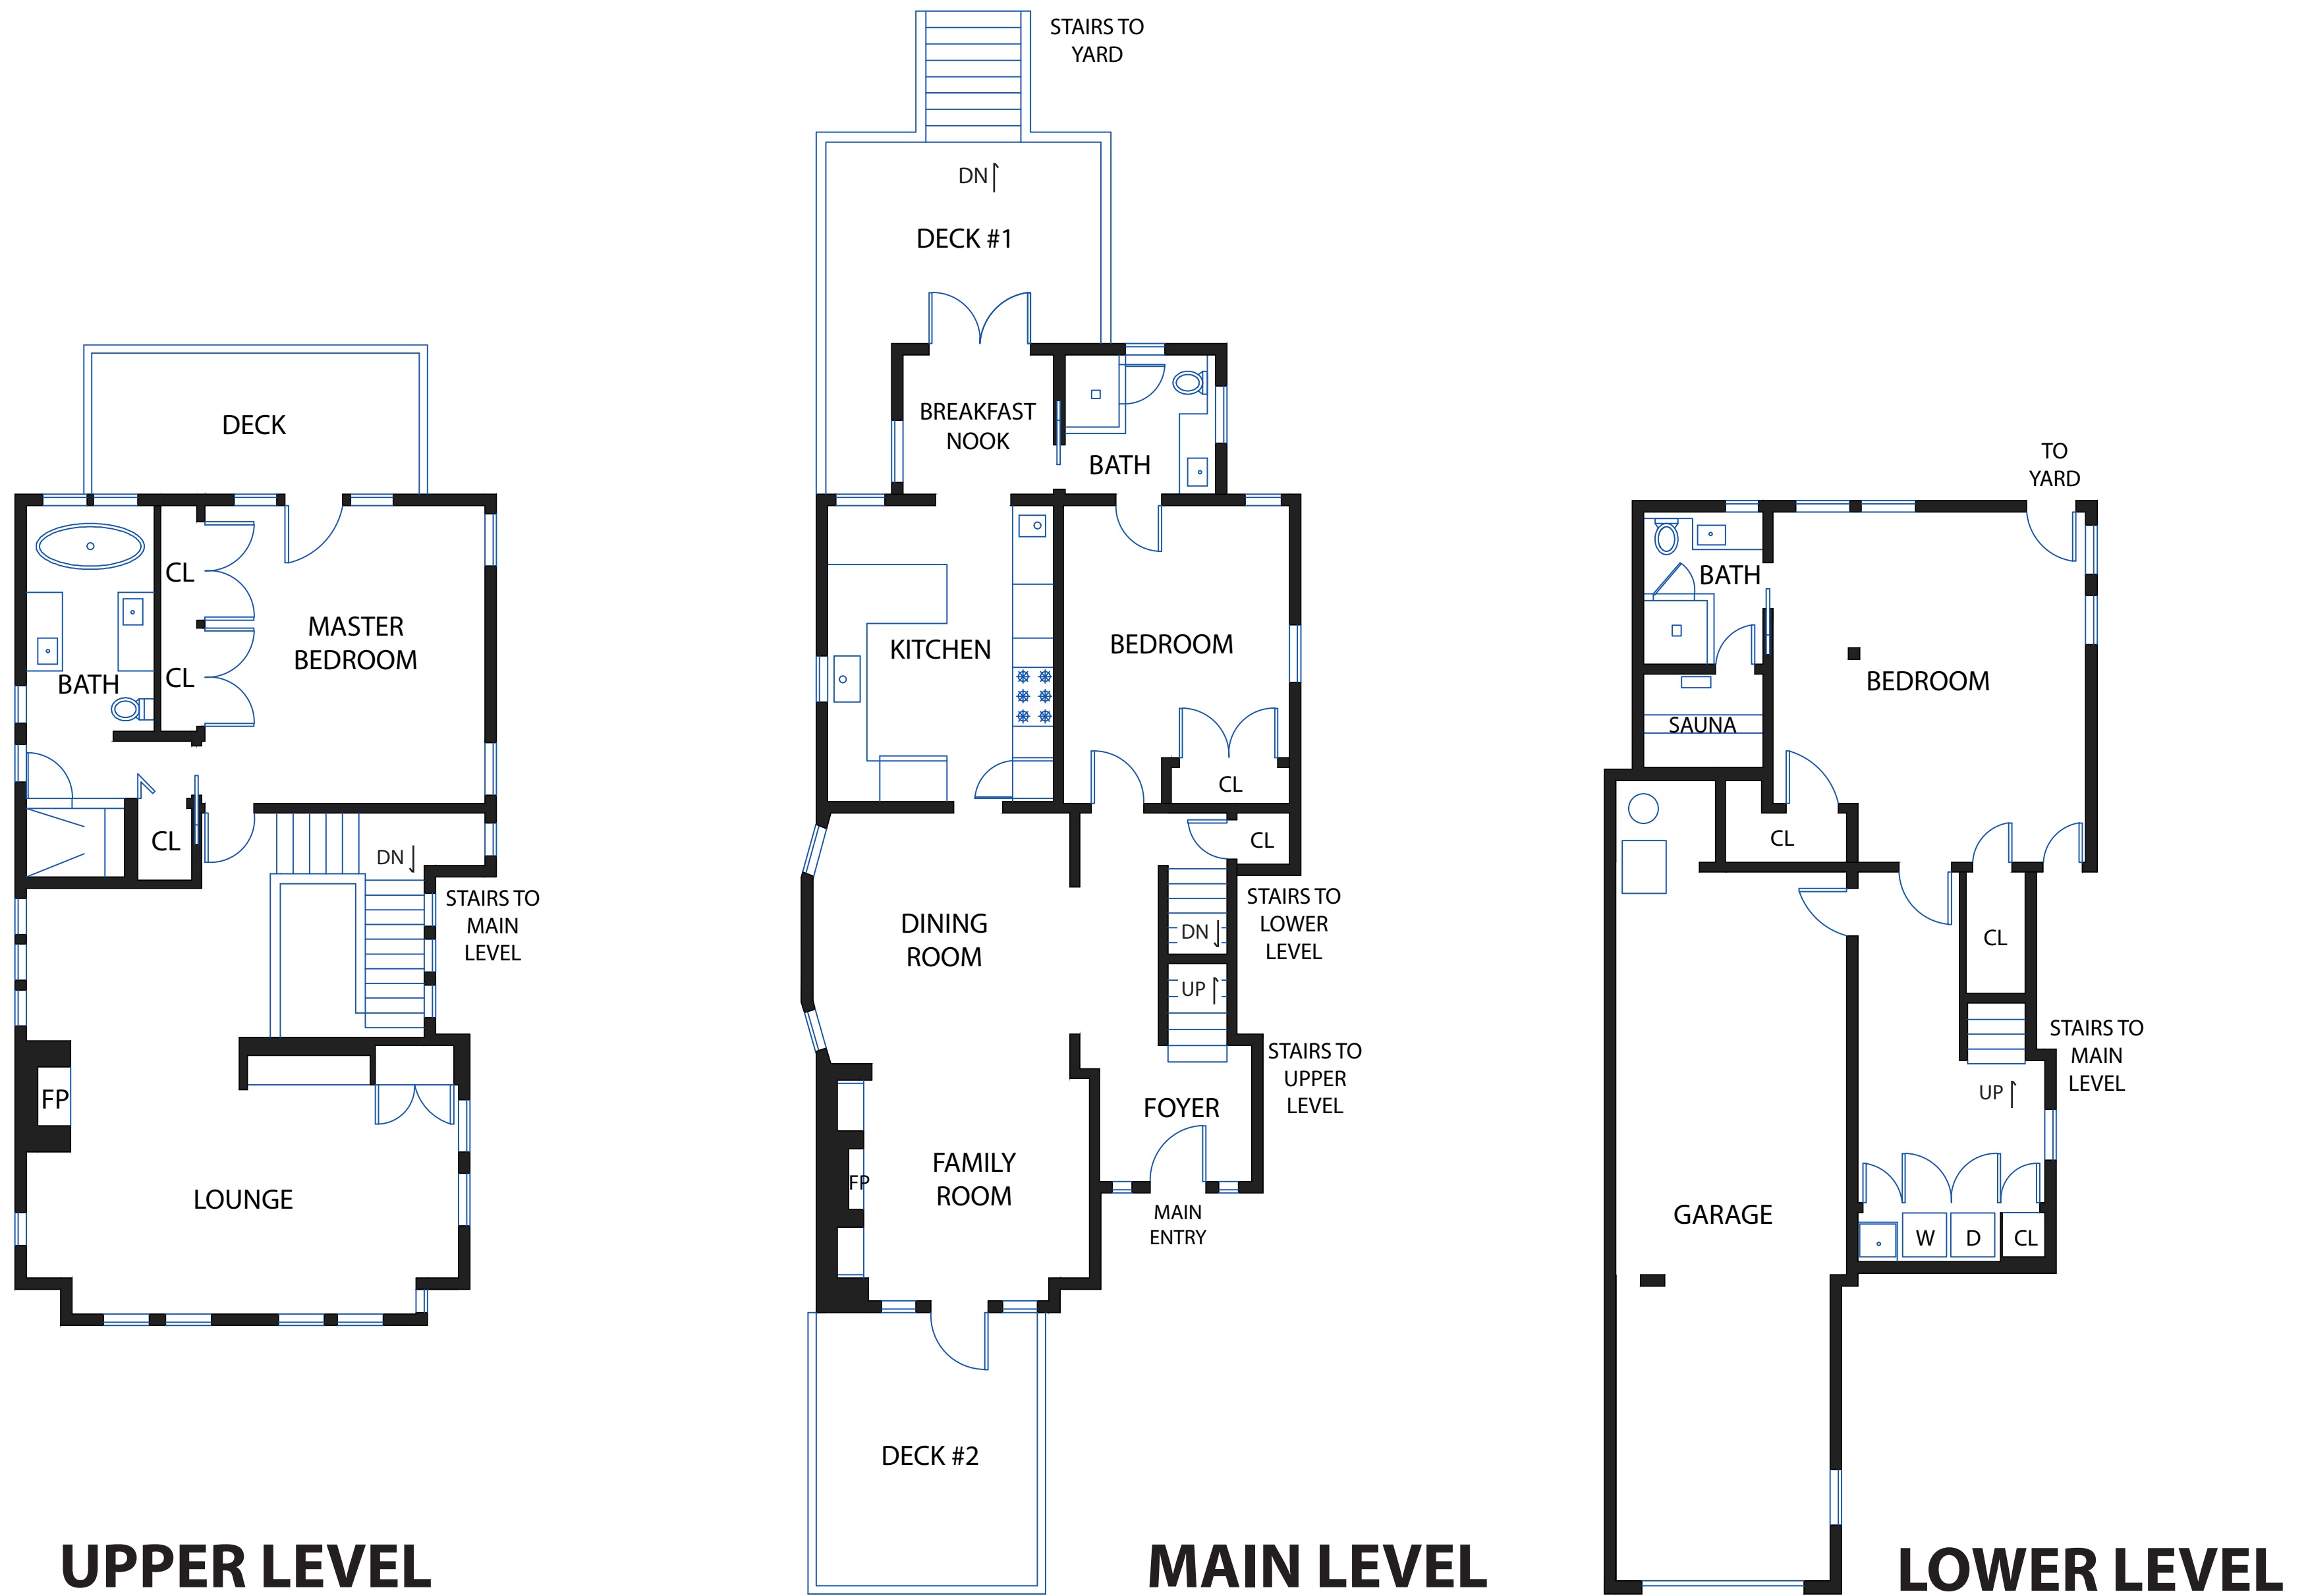 DECK
MASTER
BEDROOM
CL
CL
BATH
CL
DN
STAIRS TO
MAIN
LEVEL
FP
LOUNGE
UPPER LEVEL
STAIRS TO
YARD
DN
DECK #1
BREAKFAST
NOOK
BATH
KITCHEN
BEDROOM
CL
CL
DINING
ROOM
DN
STAIRS TO
LOWER
LEVEL
UP
STAIRS TO
UPPER
LEVEL
FOYER
FAMILY
ROOM
FP
MAIN
ENTRY
DECK #2
MAIN LEVEL
TO
YARD
BATH
BEDROOM
SAUNA
CL
CL
STAIRS TO
MAIN
LEVEL
UP
GARAGE
W
D
CL
LOWER LEVEL